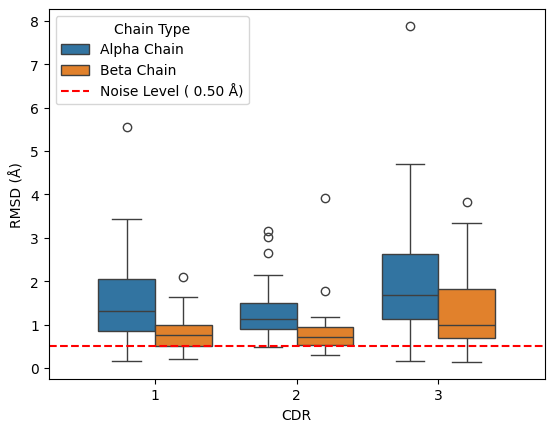 Chain Type
Alpha Chain
Beta Chain
Noise Level ( 0.50 Å)
RMSD (Å)
8
7
6
5
4
3
2
1
0
1 2 3
CDR